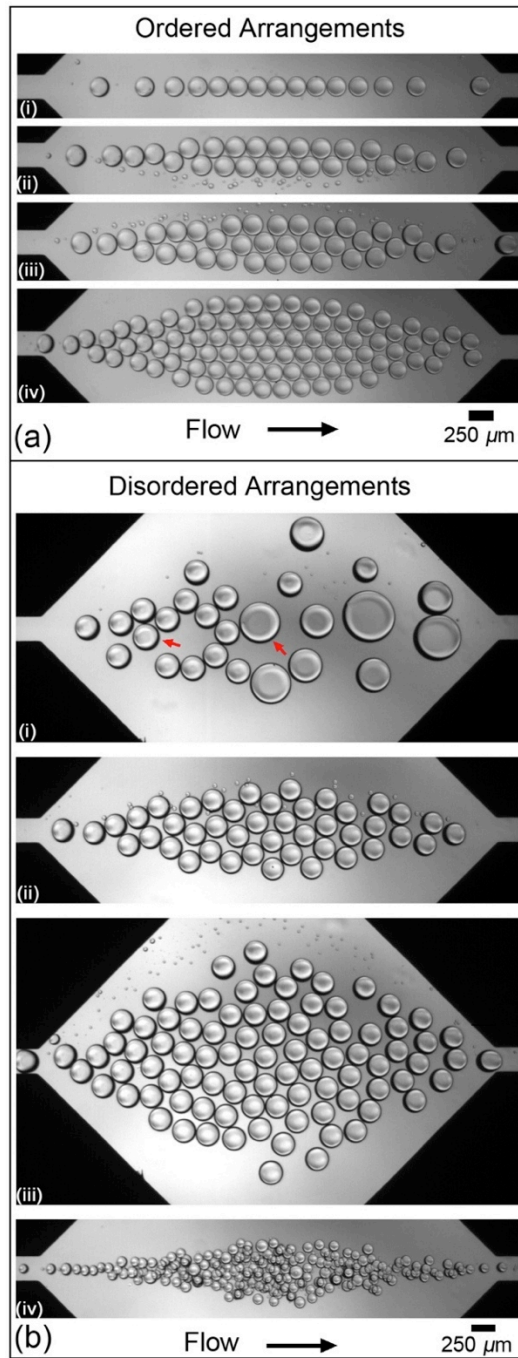 Ordered Arrangements
(i)
(ii)
(iii)
(iv)
(a)
Flow
250 µm
Disordered Arrangements
(i)
(ii)
(iii)
(iv)
(b)
Flow
250 µm